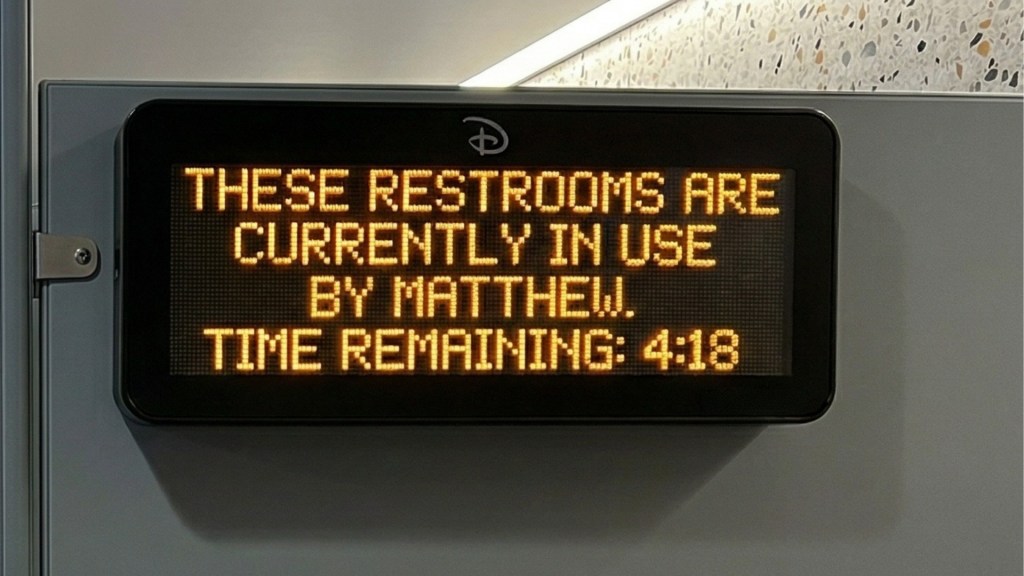 THESE RESTROOMS ARE
CURRENTLY IN USE
BY MATTHEW.
TIME REMAINING: 4:18